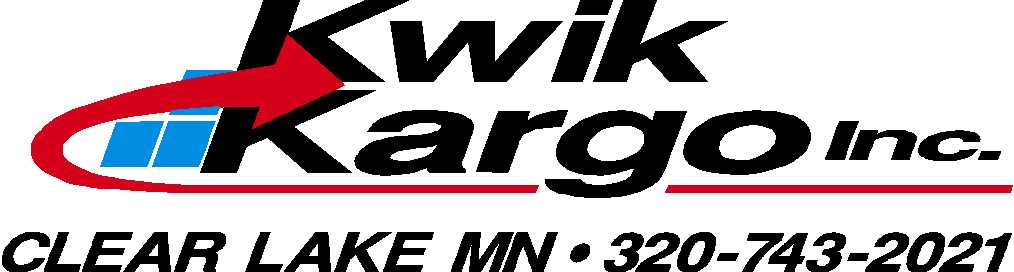 Kwik
Kargo Inc.
CLEAR LAKE MN • 320-743-2021